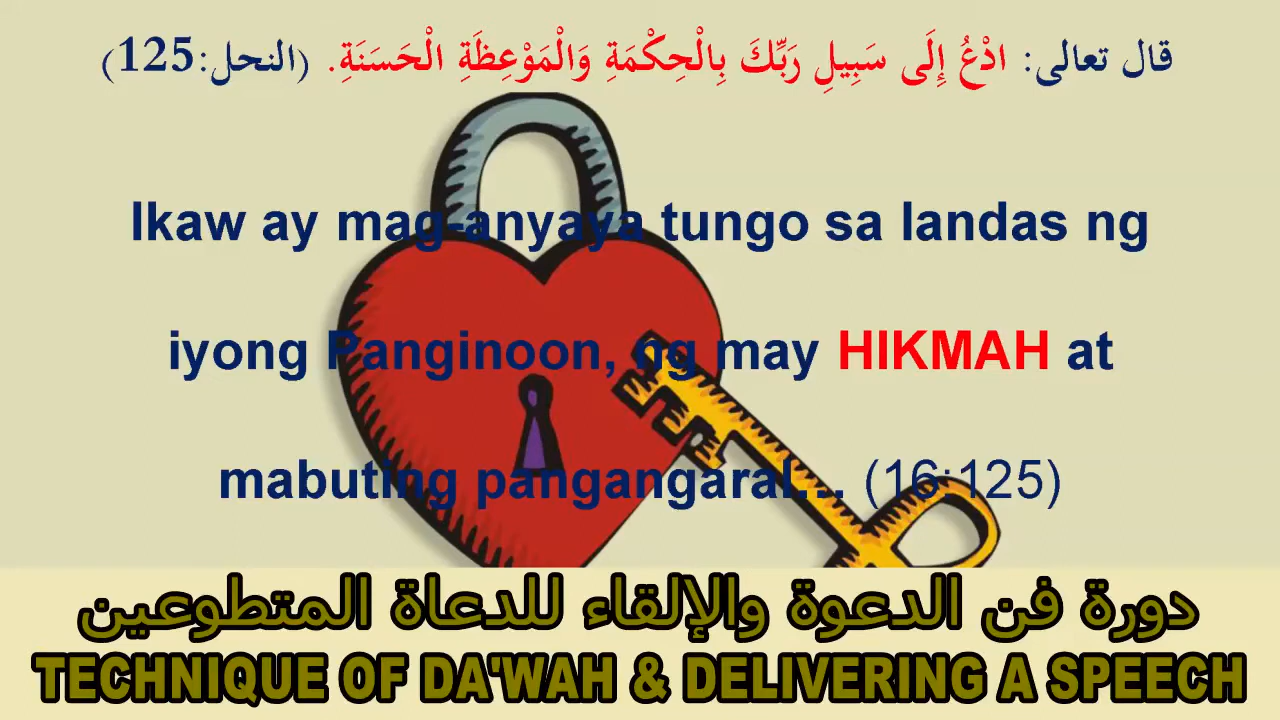 قال تعالى: ادْعُ إِلَى سَبِيلِ رَبِّكَ بِالْحِكْمَةِ وَالْمَوْعِظَةِ الْحَسَنَةِ. (النحل:125)
Ikaw ay mag-anyaya tungo sa landas ng
iyong Panginoon, ng may HIKMAH at
mabuting pangangaral... (16:125)
دورة فن الدعوة والإلقاء للدعاة المتطوعين
TECHNIQUE OF DA'WAH & DELIVERING A SPEECH